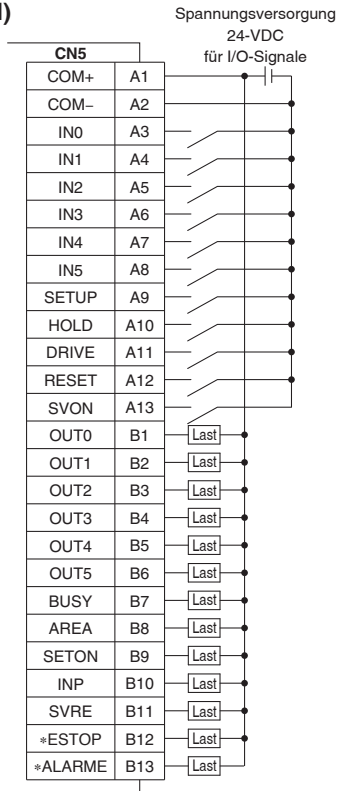 )
Spannungsversorgung
24-VDC
für I/O-Signale
CN5
COM+ A1
COM− A2
IN0 A3
IN1 A4
IN2 A5
IN3 A6
IN4 A7
IN5 A8
SETUP A9
HOLD A10
DRIVE A11
RESET A12
SVON A13
OUT0 B1 Last
OUT1 B2 Last
OUT2 B3 Last
OUT3 B4 Last
OUT4 B5 Last
OUT5 B6 Last
BUSY B7 Last
AREA B8 Last
SETON B9 Last
INP B10 Last
SVRE B11 Last
∗ESTOP B12 Last
∗ALARME B13 Last